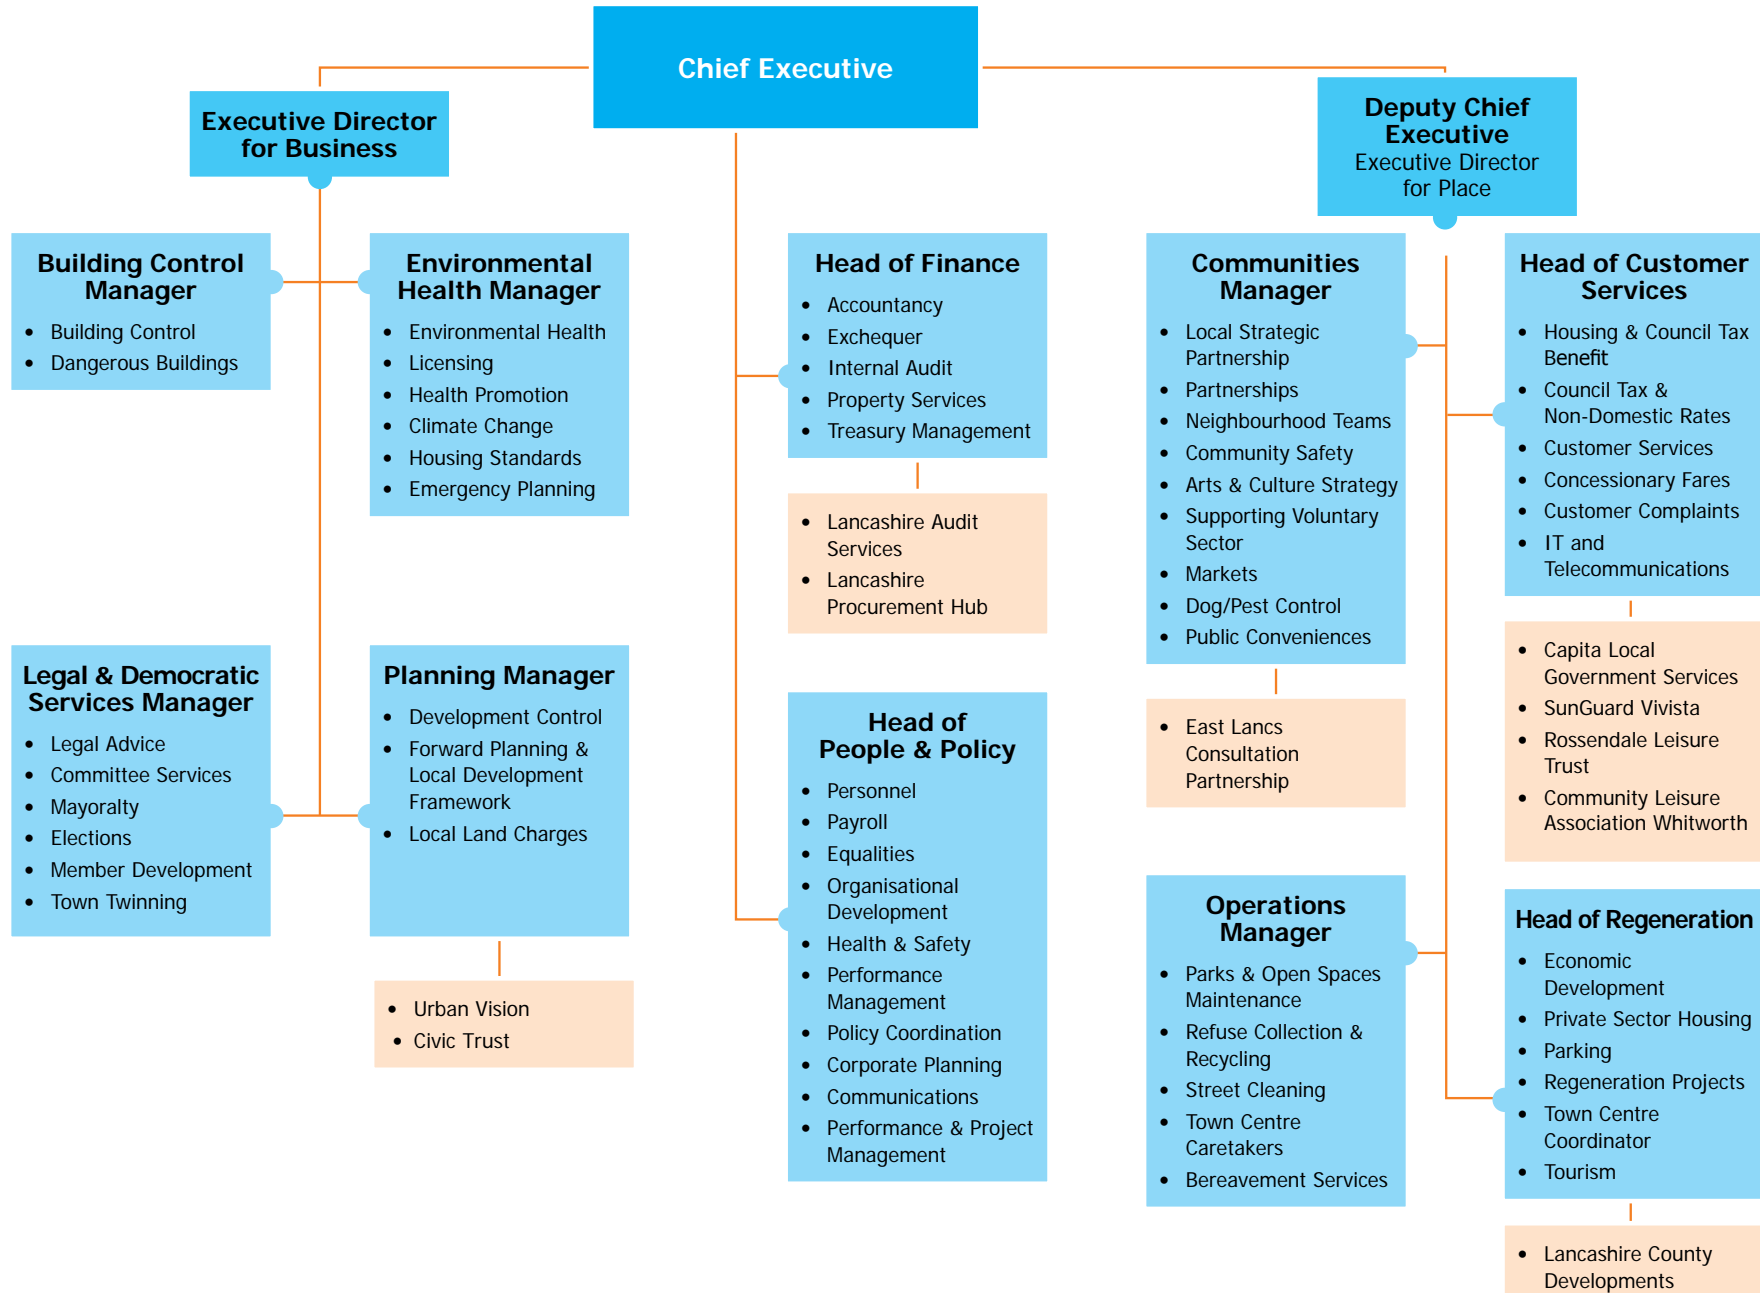 Chief Executive
Executive Director
for Business
Deputy Chief
Executive
Executive Director
for Place
Building Control
Manager
• Building Control
• Dangerous Buildings
Environmental
Health Manager
• Environmental Health
• Licensing
• Health Promotion
• Climate Change
• Housing Standards
• Emergency Planning
Legal & Democratic
Services Manager
• Legal Advice
• Committee Services
• Mayoralty
• Elections
• Member Development
• Town Twinning
Planning Manager
• Development Control
• Forward Planning &
Local Development
Framework
• Local Land Charges
• Urban Vision
• Civic Trust
Head of Finance
• Accountancy
• Exchequer
• Internal Audit
• Property Services
• Treasury Management
• Lancashire Audit
Services
• Lancashire
Procurement Hub
Head of
People & Policy
• Personnel
• Payroll
• Equalities
• Organisational
Development
• Health & Safety
• Performance
Management
• Policy Coordination
• Corporate Planning
• Communications
• Performance & Project
Management
Communities
Manager
• Local Strategic
Partnership
• Partnerships
• Neighbourhood Teams
• Community Safety
• Arts & Culture Strategy
• Supporting Voluntary
Sector
• Markets
• Dog/Pest Control
• Public Conveniences
• East Lancs
Consultation
Partnership
Operations
Manager
• Parks & Open Spaces
Maintenance
• Refuse Collection &
Recycling
• Street Cleaning
• Town Centre
Caretakers
• Bereavement Services
Head of Customer
Services
• Housing & Council Tax
Benefit
• Council Tax &
Non-Domestic Rates
• Customer Services
• Concessionary Fares
• Customer Complaints
• IT and
Telecommunications
• Capita Local
Government Services
• SunGuard Vivista
• Rossendale Leisure
Trust
• Community Leisure
Association Whitworth
Head of Regeneration
• Economic
Development
• Private Sector Housing
• Parking
• Regeneration Projects
• Town Centre
Coordinator
• Tourism
• Lancashire County
Developments